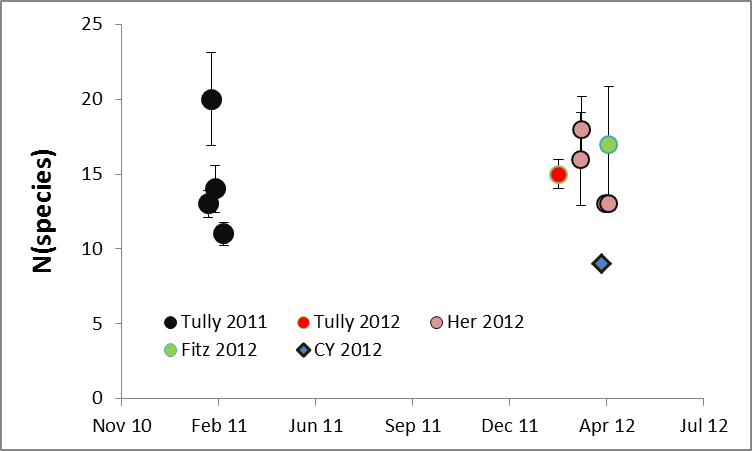 25
20
15
10
5
0
N(species)
Tully 2011 Tully 2012 Her 2012
Fitz 2012 CY 2012
Nov 10 Feb 11 Jun 11 Sep 11 Dec 11 Apr 12 Jul 12